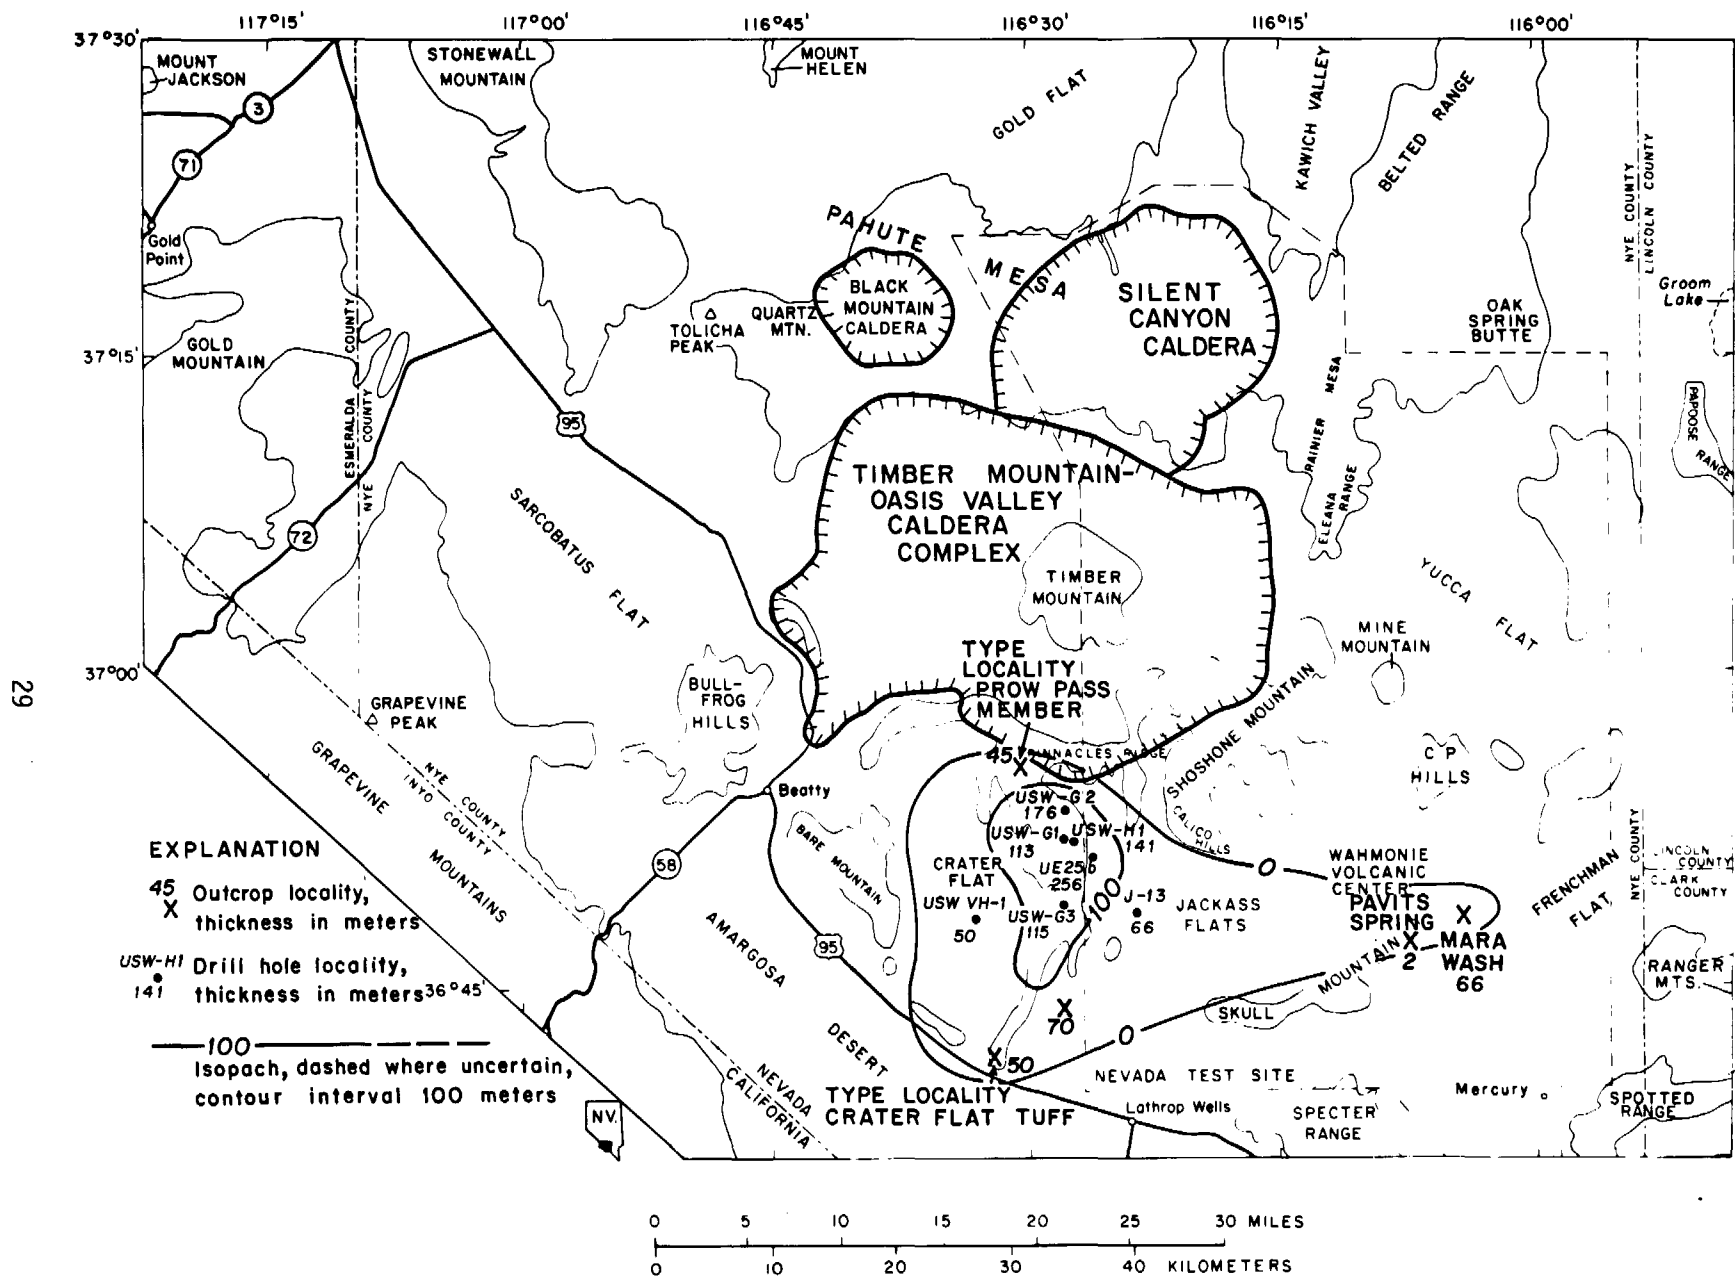 117°15'
117°00'
116°45'
116°30'
116°15'
116°00'
37°30'
MOUNT
JACKSON
STONEWALL
MOUNTAIN
MOUNT
HELEN
GOLD FLAT
KAWICH VALLEY
BELTED RANGE
3
71
Gold
Point
NYE COUNTY
LINCOLN COUNTY
PAHUTE
MESA
BLACK
MOUNTAIN
CALDERA
SILENT
CANYON
CALDERA
Groom
Lake
OAK
SPRING
BUTTE
QUARTZ
MTN.
TOLICHA
PEAK
GOLD
MOUNTAIN
37°15'
ESMERALDA COUNTY
NYE COUNTY
95
RAINIER MESA
ELEANA
RANGE
PAPOOSE
RANGE
TIMBER MOUNTAIN-
OASIS VALLEY
CALDERA
COMPLEX
SARCOBATUS FLAT
72
TIMBER
MOUNTAIN
YUCCA FLAT
MINE
MOUNTAIN
37°00'
29
TYPE
LOCALITY
PROW PASS
MEMBER
BULL-
FROG
HILLS
GRAPEVINE
PEAK
SHOSHONE MOUNTAIN
C P
HILLS
45
PINNACLES RIDGE
GRAPEVINE
MOUNTAINS
NYE COUNTY
INYO COUNTY
Beatty
USW-G2
176
USW-G1
113
USW-H1
141
CALICO
HILLS
BARE MOUNTAIN
CRATER
FLAT
UE25b
256
100
USW VH-1
50
USW-G3
115
J-13
66
JACKASS
FLATS
0
WAHMONIE
VOLCANIC
CENTER
PAVITS
SPRING
2
MARA
WASH
66
FRENCHMAN
FLAT
NYE COUNTY
LINCOLN
COUNTY
CLARK
COUNTY
58
EXPLANATION
45
X
Outcrop locality,
thickness in meters
USW-H1
141
Drill hole locality,
thickness in meters
36°45'
100
Isopach, dashed where uncertain,
contour interval 100 meters
AMARGOSA
DESERT
95
SKULL
MOUNTAIN
RANGER
MTS.
70
50
0
NEVADA
CALIFORNIA
TYPE LOCALITY
CRATER FLAT TUFF
NEVADA TEST SITE
Lathrop Wells
SPECTER
RANGE
Mercury
SPOTTED
RANGE
NV.
0 5 10 15 20 25 30 MILES
0 10 20 30 40 KILOMETERS